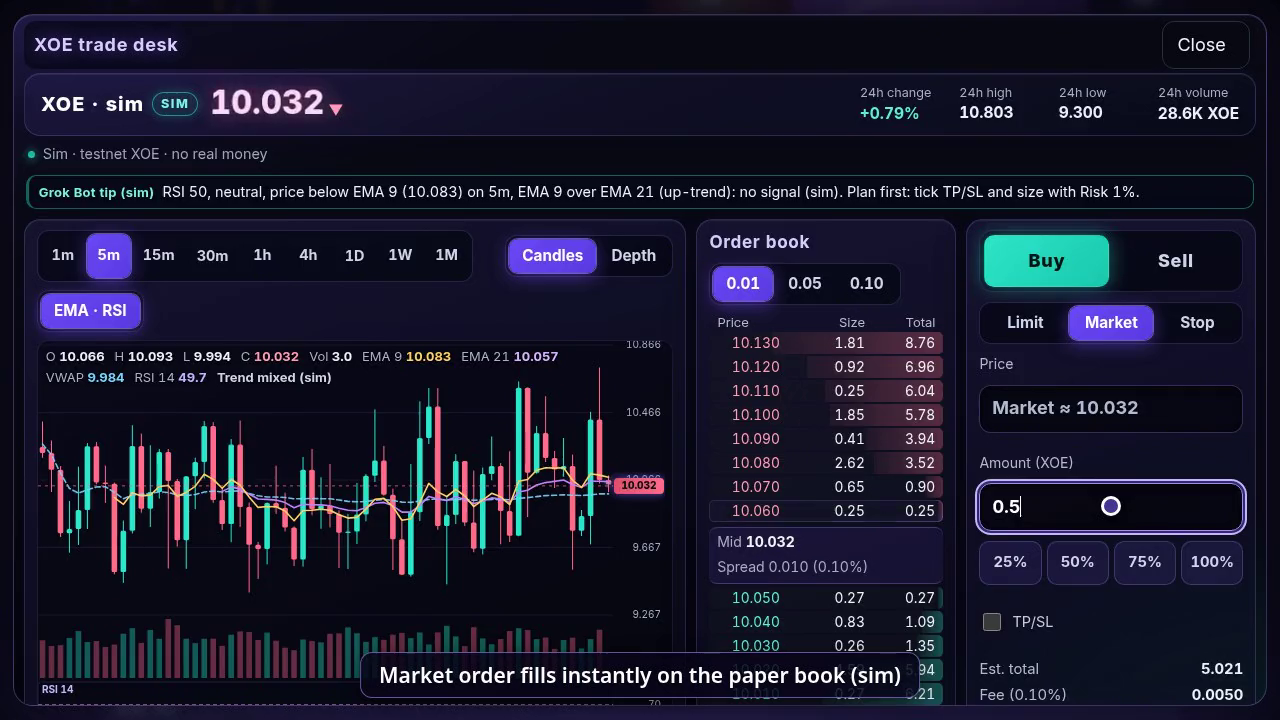 XOE trade desk
Close
XOE · sim SIM 10.032 ▼
24h change
+0.79%
24h high
10.803
24h low
9.300
24h volume
28.6K XOE
Sim · testnet XOE · no real money
Grok Bot tip (sim) RSI 50, neutral, price below EMA 9 (10.083) on 5m, EMA 9 over EMA 21 (up-trend): no signal (sim). Plan first: tick TP/SL and size with Risk 1%.
1m 5m 15m 30m 1h 4h 1D 1W 1M
Candles Depth
EMA · RSI
O 10.066 H 10.093 L 9.994 C 10.032 Vol 3.0 EMA 9 10.083 EMA 21 10.057
VWAP 9.984 RSI 14 49.7 Trend mixed (sim)
10.866
10.466
10.032
9.667
9.267
RSI 14
70
Order book
0.01 0.05 0.10
Price Size Total
10.130 1.81 8.76
10.120 0.92 6.96
10.110 0.25 6.04
10.100 1.85 5.78
10.090 0.41 3.94
10.080 2.62 3.52
10.070 0.65 0.90
10.060 0.25 0.25
Mid 10.032
Spread 0.010 (0.10%)
10.050 0.27 0.27
10.040 0.83 1.09
10.030 0.26 1.35
Buy Sell
Limit Market Stop
Price
Market ≈ 10.032
Amount (XOE)
0.5
25% 50% 75% 100%
TP/SL
Est. total 5.021
Fee (0.10%) 0.0050
Market order fills instantly on the paper book (sim)